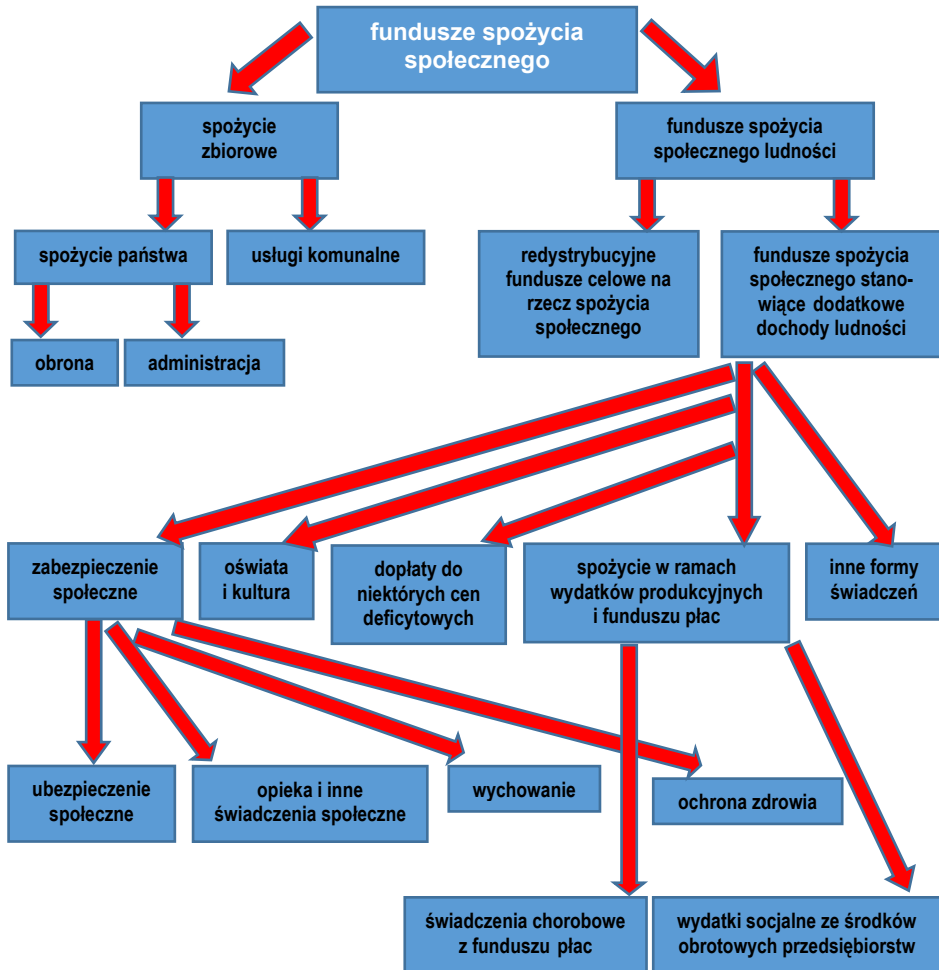 fundusze spożycia
społecznego
spożycie
zbiorowe
fundusze spożycia
społecznego ludności
spożycie państwa
usługi komunalne
redystrybucyjne
fundusze celowe na
rzecz spożycia
społecznego
fundusze spożycia
społecznego stano-
wiące dodatkowe
dochody ludności
obrona
administracja
zabezpieczenie
społeczne
oświata
i kultura
dopłaty do
niektórych cen
deficytowych
spożycie w ramach
wydatków produkcyjnych
i funduszu płac
inne formy
świadczeń
ubezpieczenie
społeczne
opieka i inne
świadczenia społeczne
wychowanie
ochrona zdrowia
świadczenia chorobowe
z funduszu płac
wydatki socjalne ze środków
obrotowych przedsiębiorstw